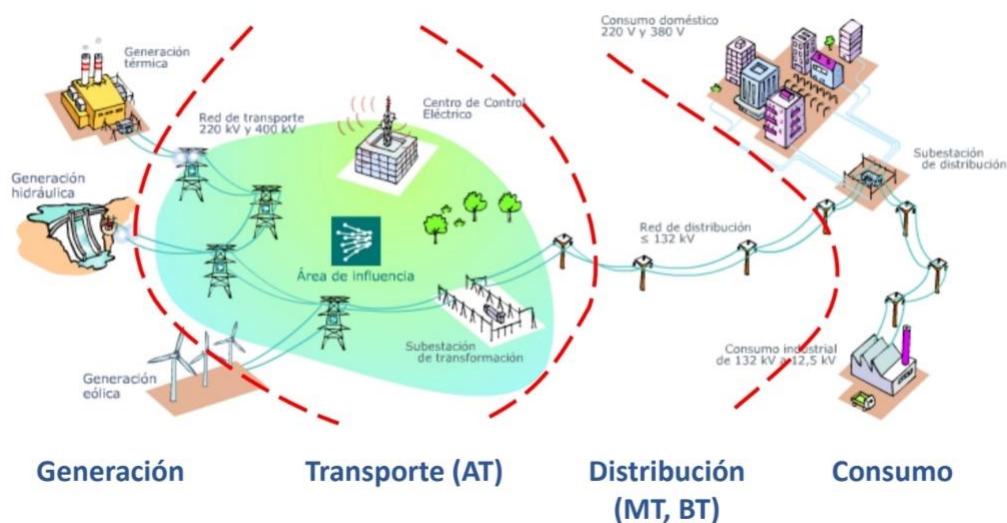 Generación
térmica
Red de transporte
220 kV y 400 kV
Centro de Control
Eléctrico
Consumo doméstico
220 V y 380 V
Subestación
de distribución
Generación
hidráulica
Red de distribución
≤ 132 kV
Área de influencia
Subestación
de transformación
Consumo industrial
de 132 kV a 12,5 kV
Generación
eólica
Generación
Transporte (AT)
Distribución
(MT, BT)
Consumo